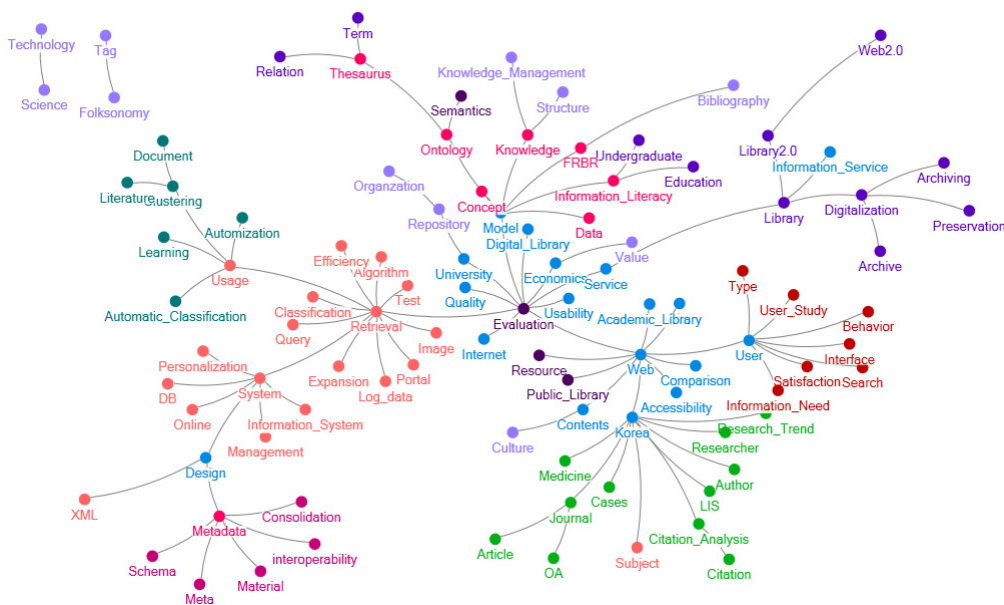 Technology
Tag
Science
Folksonomy
Term
Relation
Thesaurus
Knowledge_Management
Structure
Semantics
Ontology
Knowledge
Bibliography
Web2.0
Library2.0
FRBR
Undergraduate
Information_Service
Document
Literature
Clustering
Organzation
Concept
Information_Literacy
Education
Archiving
Library
Digitalization
Preservation
Archive
Automization
Repository
Model
Data
Digital_Library
Learning
Usage
Efficiency
Algorithm
University
Economics
Value
Service
Automatic_Classification
Classification
Test
Quality
Usability
Type
User_Study
Query
Retrieval
Evaluation
Academic_Library
Behavior
Image
Internet
Web
User
Interface
Personalization
Expansion
Portal
Resource
Comparison
Satisfaction
Search
DB
System
Log_data
Public_Library
Accessibility
Information_Need
Online
Information_System
Contents
Korea
Research_Trend
Management
Culture
Researcher
Design
Medicine
Author
XML
Cases
LIS
Consolidation
Journal
Metadata
Citation_Analysis
Schema
interoperability
Article
Subject
Meta
Material
OA
Citation